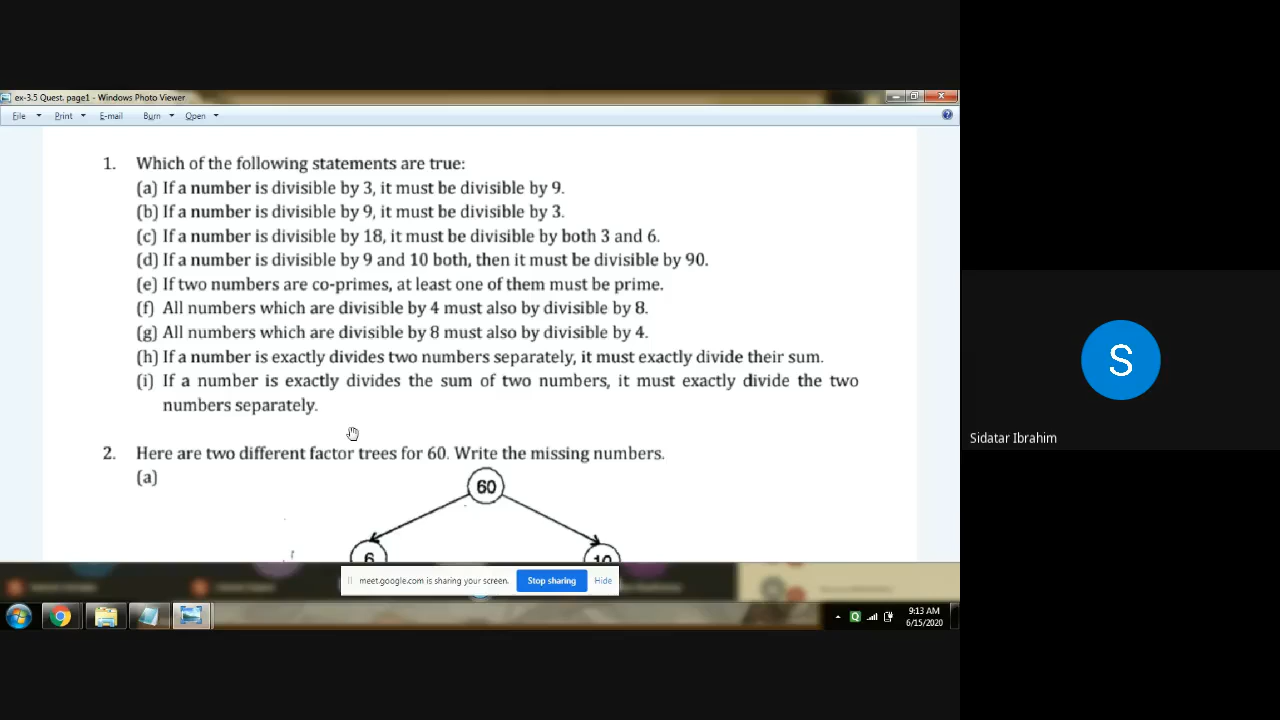 ex-3.5 Quest. page1 - Windows Photo Viewer
File Print E-mail Burn Open
1. Which of the following statements are true:
(a) If a number is divisible by 3, it must be divisible by 9.
(b) If a number is divisible by 9, it must be divisible by 3.
(c) If a number is divisible by 18, it must be divisible by both 3 and 6.
(d) If a number is divisible by 9 and 10 both, then it must be divisible by 90.
(e) If two numbers are co-primes, at least one of them must be prime.
(f) All numbers which are divisible by 4 must also by divisible by 8.
(g) All numbers which are divisible by 8 must also by divisible by 4.
(h) If a number is exactly divides two numbers separately, it must exactly divide their sum.
(i) If a number is exactly divides the sum of two numbers, it must exactly divide the two
numbers separately.
2. Here are two different factor trees for 60. Write the missing numbers.
(a)
60
6 10
meet.google.com is sharing your screen. Stop sharing Hide
Q 9:13 AM
6/15/2020
S
Sidatar Ibrahim